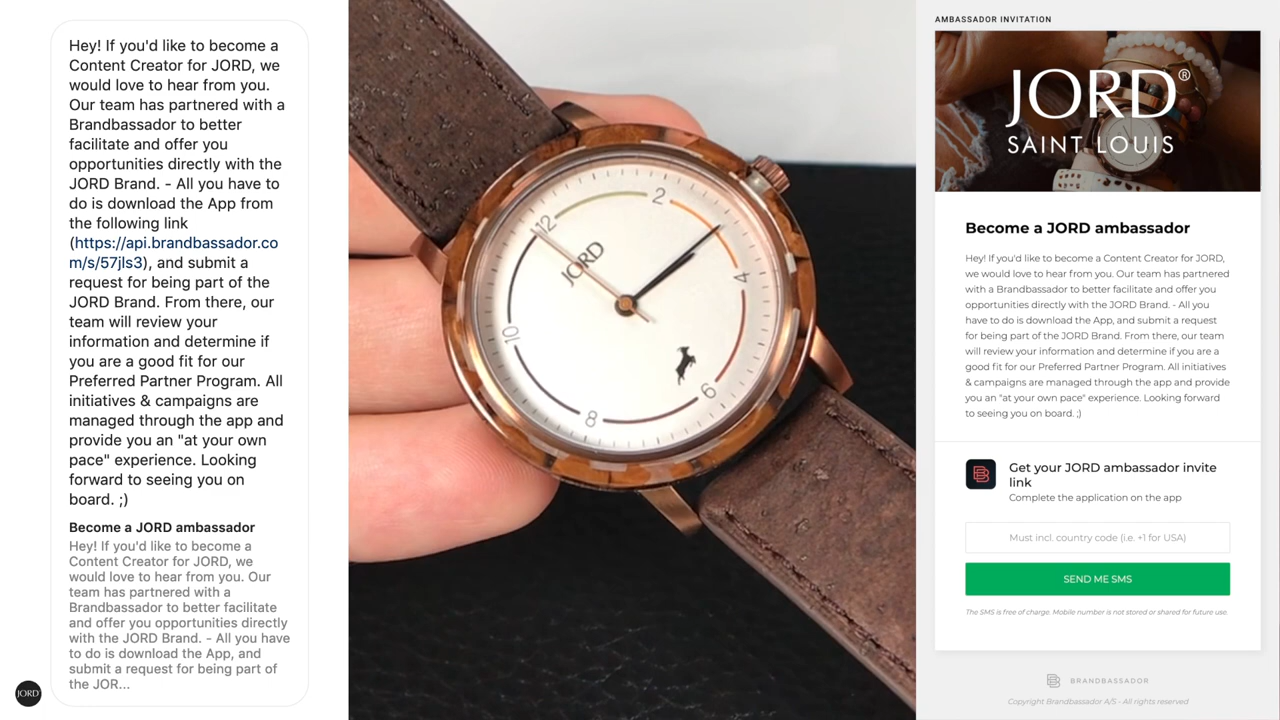 Hey! If you'd like to become a
Content Creator for JORD, we
would love to hear from you.
Our team has partnered with a
Brandbassador to better
facilitate and offer you
opportunities directly with the
JORD Brand. - All you have to
do is download the App from
the following link
(https://api.brandbassador.co
m/s/57jls3), and submit a
request for being part of the
JORD Brand. From there, our
team will review your
information and determine if
you are a good fit for our
Preferred Partner Program. All
initiatives & campaigns are
managed through the app and
provide you an "at your own
pace" experience. Looking
forward to seeing you on
board. ;)
Become a JORD ambassador
Hey! If you'd like to become a
Content Creator for JORD, we
would love to hear from you. Our
team has partnered with a
Brandbassador to better facilitate
and offer you opportunities directly
with the JORD Brand. - All you have
to do is download the App, and
submit a request for being part of
the JOR...
JORD
12
2
4
6
8
10
JORD
AMBASSADOR INVITATION
JORD®
SAINT LOUIS
Become a JORD ambassador
Hey! If you'd like to become a Content Creator for JORD,
we would love to hear from you. Our team has partnered
with a Brandbassador to better facilitate and offer you
opportunities directly with the JORD Brand. - All you
have to do is download the App, and submit a request
for being part of the JORD Brand. From there, our team
will review your information and determine if you are a
good fit for our Preferred Partner Program. All initiatives
& campaigns are managed through the app and provide
you an "at your own pace" experience. Looking forward
to seeing you on board. ;)
Get your JORD ambassador invite
link
Complete the application on the app
Must incl. country code (i.e. +1 for USA)
SEND ME SMS
The SMS is free of charge. Mobile number is not stored or shared for future use.
BRANDBASSADOR
Copyright Brandbassador A/S - All rights reserved